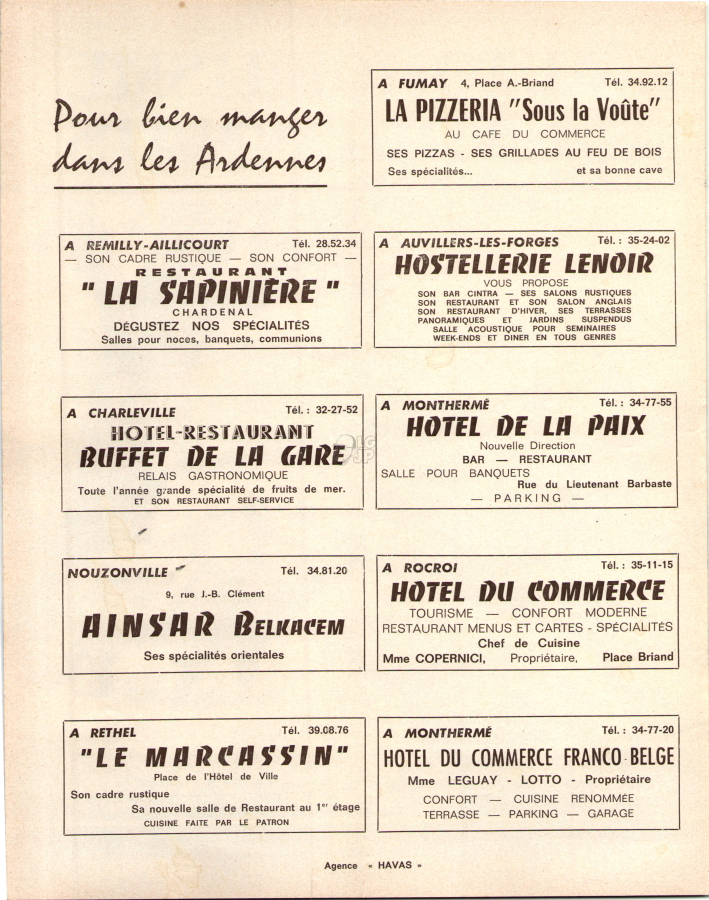 Pour bien manger
dans les Ardennes
A FUMAY 4, Place A.-Briand Tél. 34.92.12
LA PIZZERIA "Sous la Voûte"
AU CAFE DU COMMERCE
SES PIZZAS - SES GRILLADES AU FEU DE BOIS
Ses spécialités... et sa bonne cave
A REMILLY-AILLICOURT Tél. 28.52.34
— SON CADRE RUSTIQUE — SON CONFORT —
RESTAURANT
" LA SAPINIÈRE "
CHARDENAL
DÉGUSTEZ NOS SPÉCIALITÉS
Salles pour noces, banquets, communions
A AUVILLERS-LES-FORGES Tél. : 35-24-02
HOSTELLERIE LENOIR
VOUS PROPOSE
SON BAR CINTRA — SES SALONS RUSTIQUES
SON RESTAURANT ET SON SALON ANGLAIS
SON RESTAURANT D'HIVER, SES TERRASSES
PANORAMIQUES ET JARDINS SUSPENDUS
SALLE ACOUSTIQUE POUR SEMINAIRES
WEEK-ENDS ET DINER EN TOUS GENRES
A CHARLEVILLE Tél. : 32-27-52
HOTEL-RESTAURANT
BUFFET DE LA GARE
RELAIS GASTRONOMIQUE
Toute l'année grande spécialité de fruits de mer.
ET SON RESTAURANT SELF-SERVICE
A MONTHERMÉ Tél. : 34-77-55
HOTEL DE LA PAIX
Nouvelle Direction
BAR — RESTAURANT
SALLE POUR BANQUETS
Rue du Lieutenant Barbaste
— PARKING —
NOUZONVILLE Tél. 34.81.20
9, rue J.-B. Clément
AINSAR BELKACEM
Ses spécialités orientales
A ROCROI Tél. : 35-11-15
HOTEL DU COMMERCE
TOURISME — CONFORT MODERNE
RESTAURANT MENUS ET CARTES - SPÉCIALITÉS
Chef de Cuisine
Mme COPERNICI, Propriétaire, Place Briand
A RETHEL Tél. 39.08.76
"LE MARCASSIN"
Place de l'Hôtel de Ville
Son cadre rustique
Sa nouvelle salle de Restaurant au 1er étage
CUISINE FAITE PAR LE PATRON
A MONTHERMÉ Tél. : 34-77-20
HOTEL DU COMMERCE FRANCO-BELGE
Mme LEGUAY - LOTTO - Propriétaire
CONFORT — CUISINE RENOMMÉE
TERRASSE — PARKING — GARAGE
Agence « HAVAS »